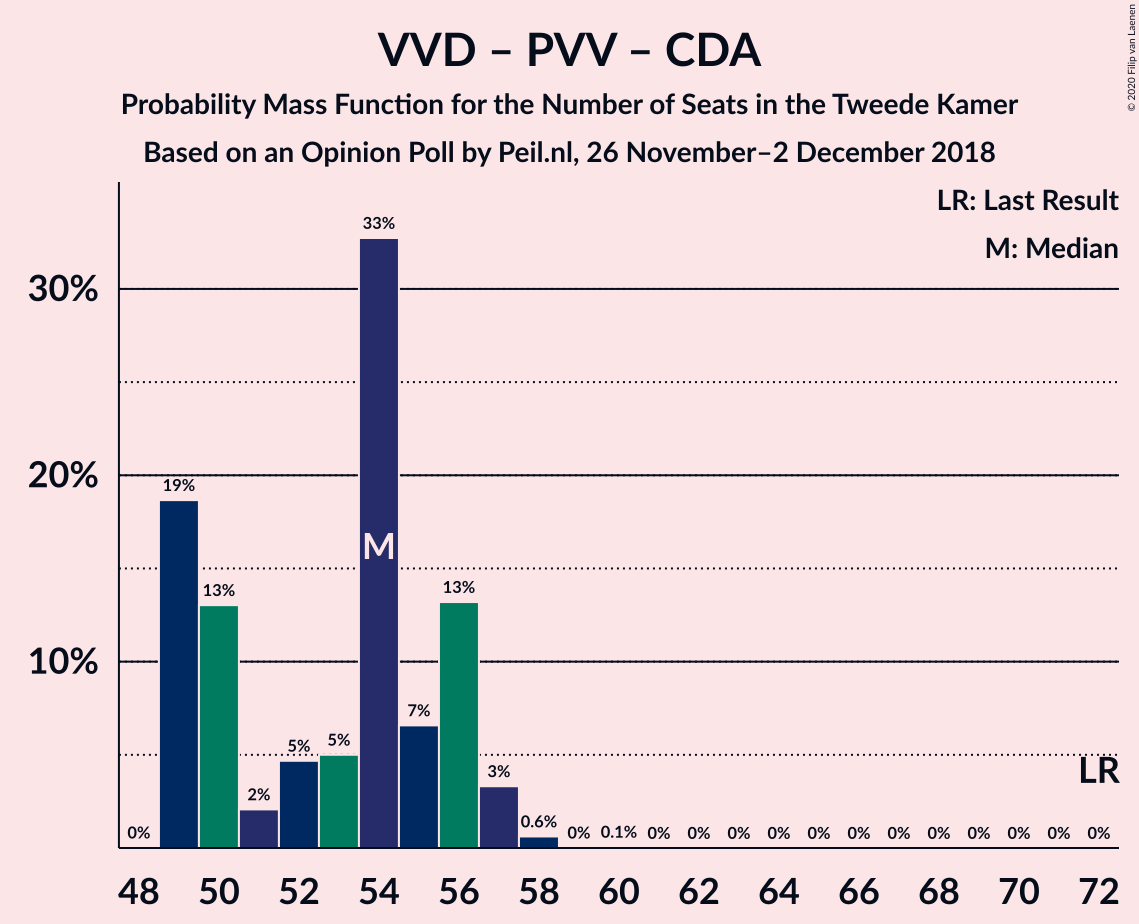 © 2020 Filip van Laenen
VVD – PVV – CDA
Probability Mass Function for the Number of Seats in the Tweede Kamer
Based on an Opinion Poll by Peil.nl, 26 November–2 December 2018
LR: Last Result
M: Median
30%
20%
10%
0% 19% 13% 2% 5% 5% 33% 7% 13% 3% 0.6% 0% 0.1% 0% 0% 0% 0% 0% 0% 0% 0% 0% 0% 0% 0%
M
LR
48 50 52 54 56 58 60 62 64 66 68 70 72